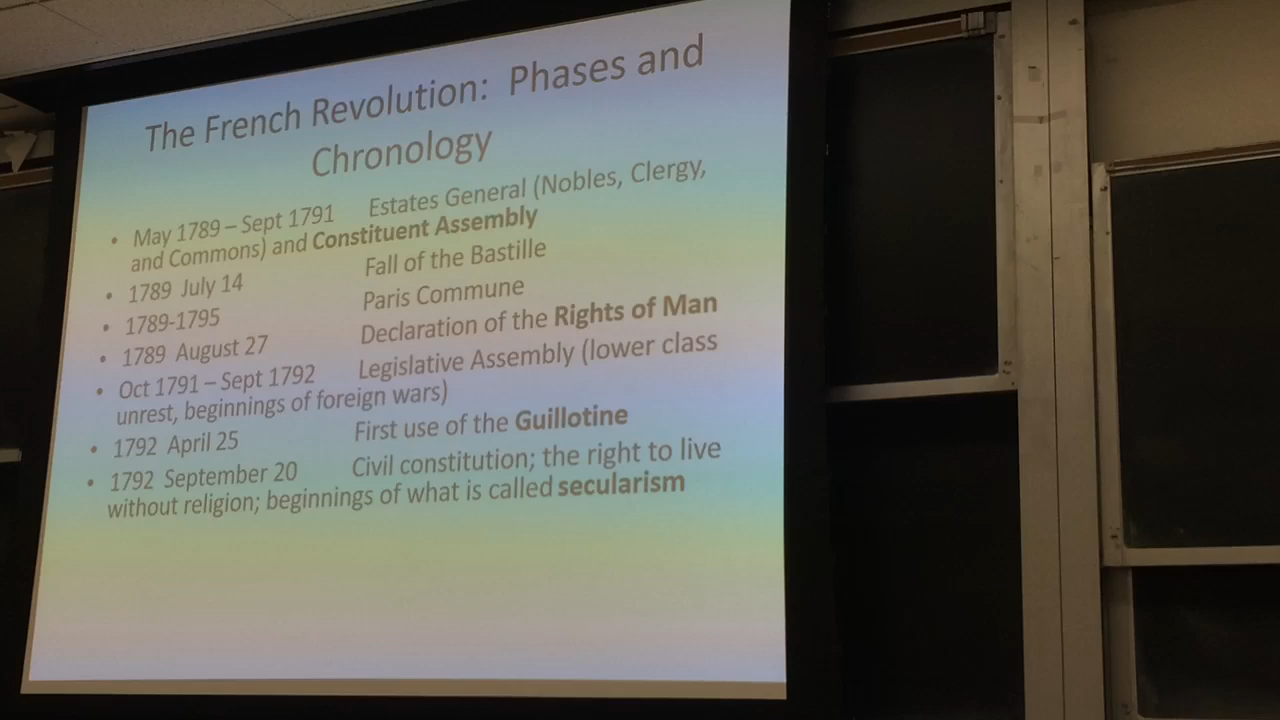 The French Revolution: Phases and
Chronology
• May 1789 – Sept 1791 Estates General (Nobles, Clergy,
and Commons) and Constituent Assembly
• 1789 July 14 Fall of the Bastille
• 1789-1795 Paris Commune
• 1789 August 27 Declaration of the Rights of Man
• Oct 1791 – Sept 1792 Legislative Assembly (lower class
unrest, beginnings of foreign wars)
• 1792 April 25 First use of the Guillotine
• 1792 September 20 Civil constitution; the right to live
without religion; beginnings of what is called secularism